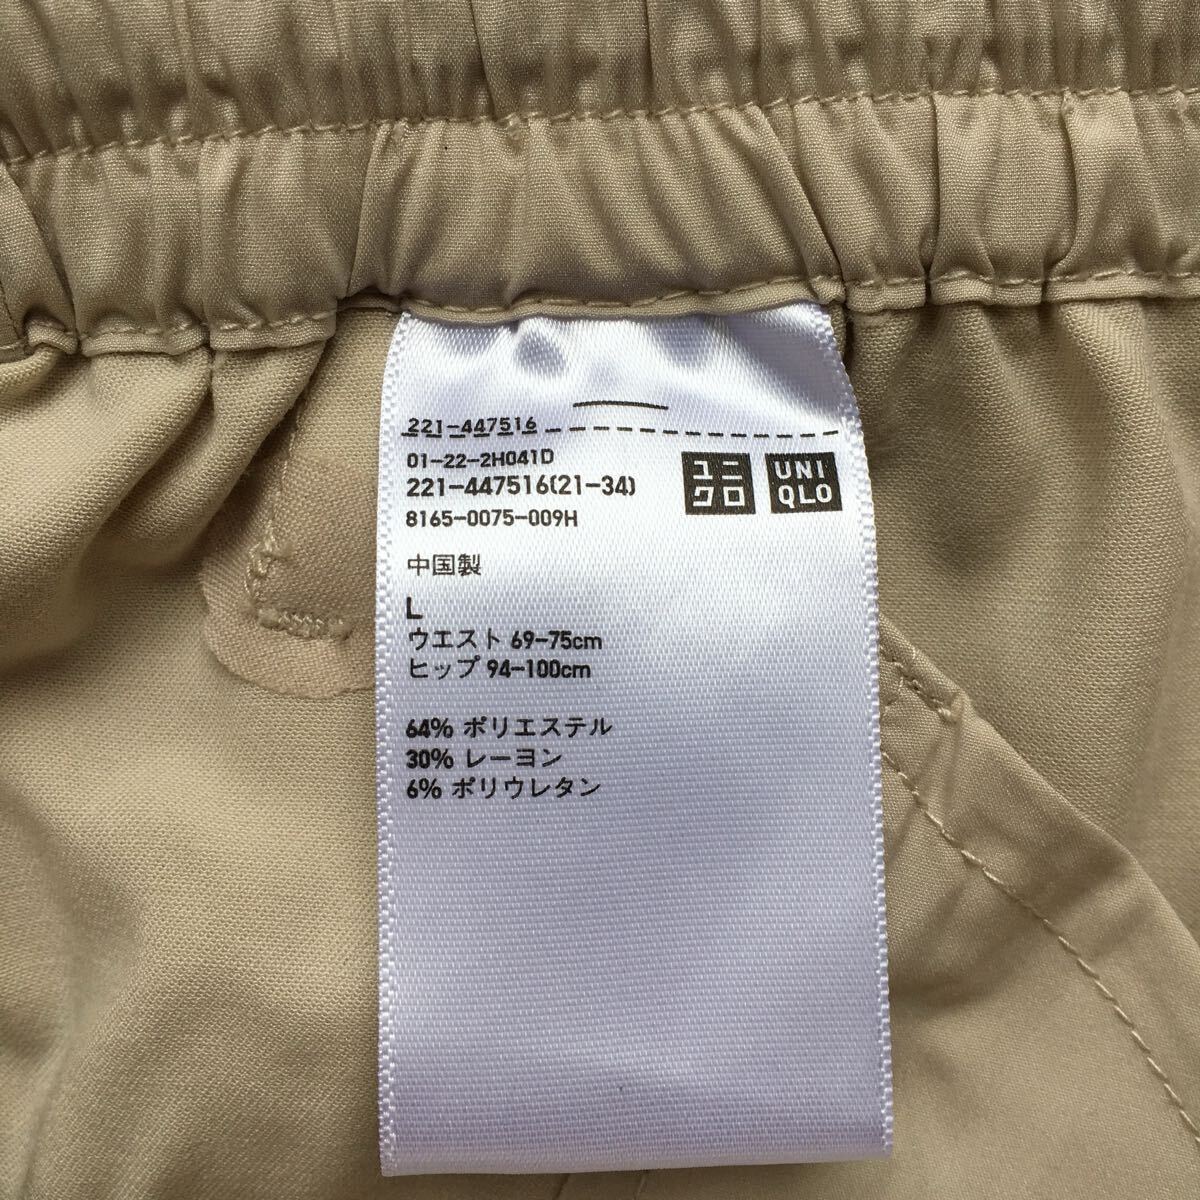 221-447516
01-22-2H041D
221-447516(21-34)
8165-0075-009H
ユニ
クロ
UNI
QLO
中国製
L
ウエスト 69-75cm
ヒップ 94-100cm
64% ポリエステル
30% レーヨン
6% ポリウレタン